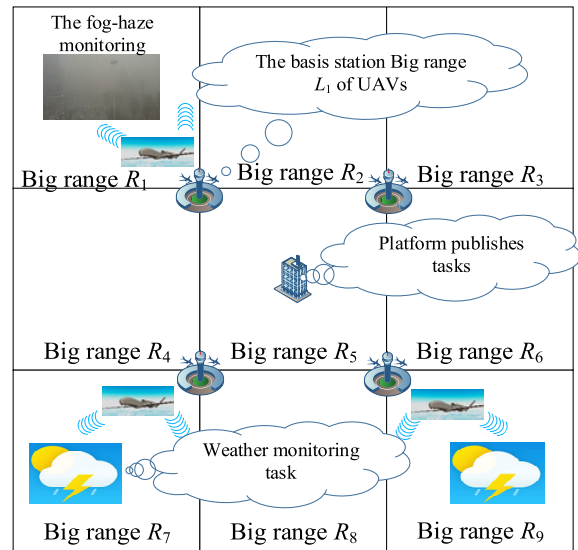 The fog-haze
monitoring
The basis station Big range
L₁ of UAVs
Big range R₁
Big range R₂
Big range R₃
Platform publishes
tasks
Big range R₄
Big range R₅
Big range R₆
Weather monitoring
task
Big range R₇
Big range R₈
Big range R₉